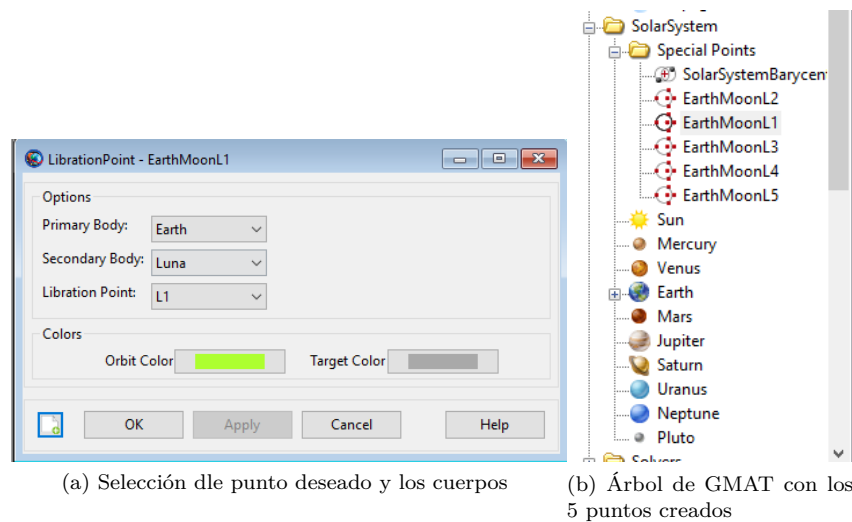 LibrationPoint - EarthMoonL1
Options
Primary Body: Earth
Secondary Body: Luna
Libration Point: L1
Colors
Orbit Color Target Color
OK Apply Cancel Help
(a) Selección dle punto deseado y los cuerpos
SolarSystem
Special Points
SolarSystemBarycen
EarthMoonL2
EarthMoonL1
EarthMoonL3
EarthMoonL4
EarthMoonL5
Sun
Mercury
Venus
Earth
Mars
Jupiter
Saturn
Uranus
Neptune
Pluto
Solvers
(b) Árbol de GMAT con los
5 puntos creados